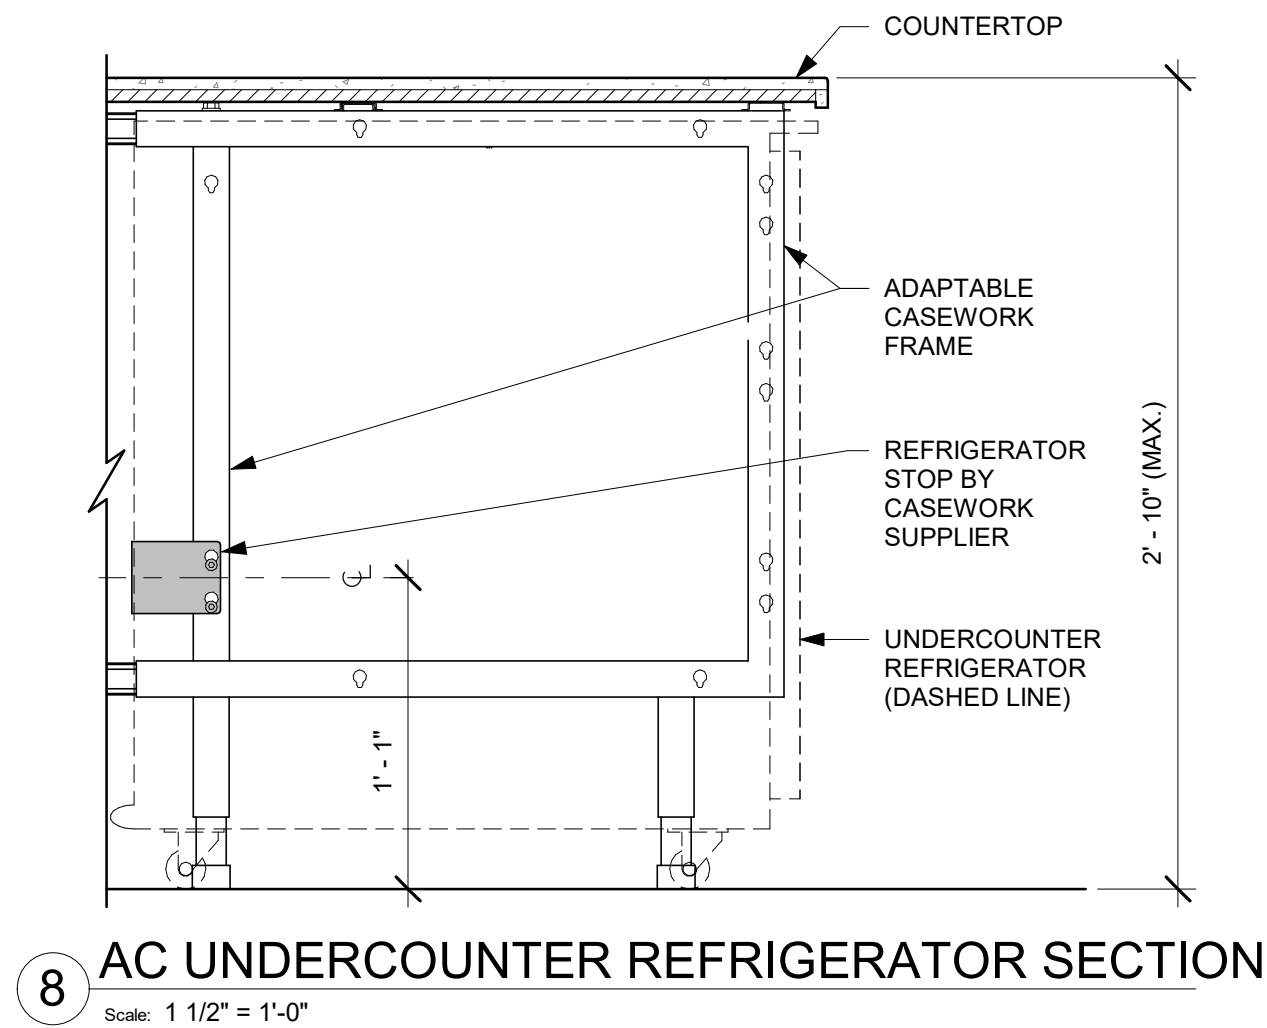 COUNTERTOP
ADAPTABLE
CASEWORK
FRAME
REFRIGERATOR
STOP BY
CASEWORK
SUPPLIER
2' - 10" (MAX.)
UNDERCOUNTER
REFRIGERATOR
(DASHED LINE)
1' - 1"
8
AC UNDERCOUNTER REFRIGERATOR SECTION
Scale: 1 1/2" = 1'-0"